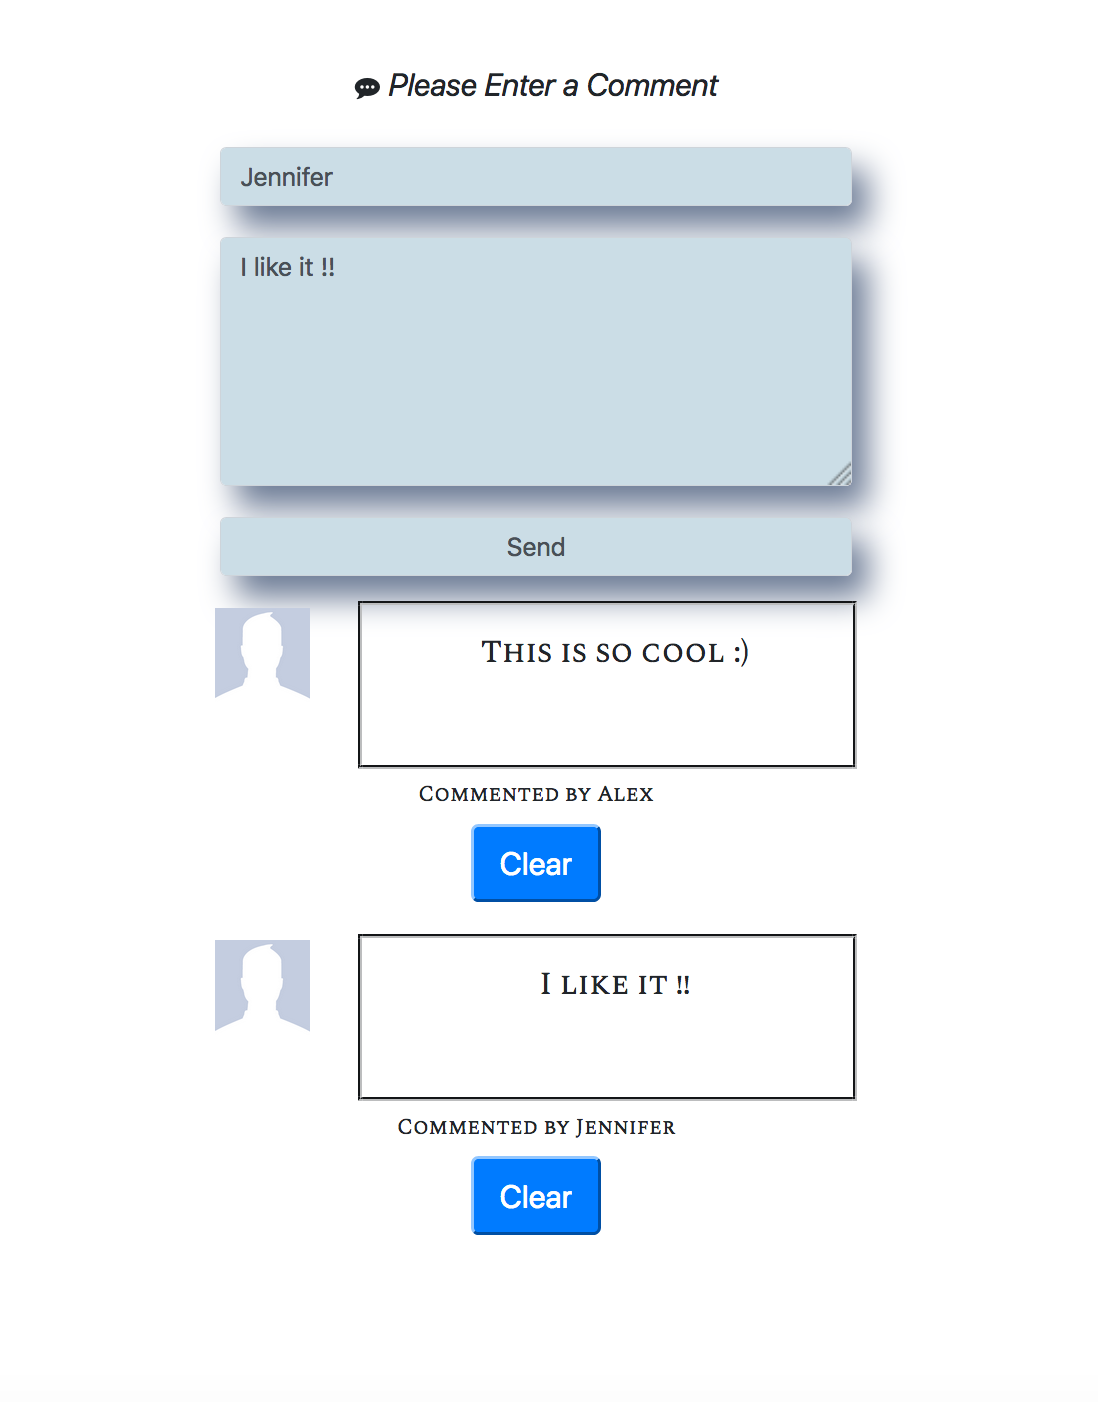 Please Enter a Comment
Jennifer
I like it !!
Send
This is so cool :)
Commented by Alex
Clear
I like it !!
Commented by Jennifer
Clear